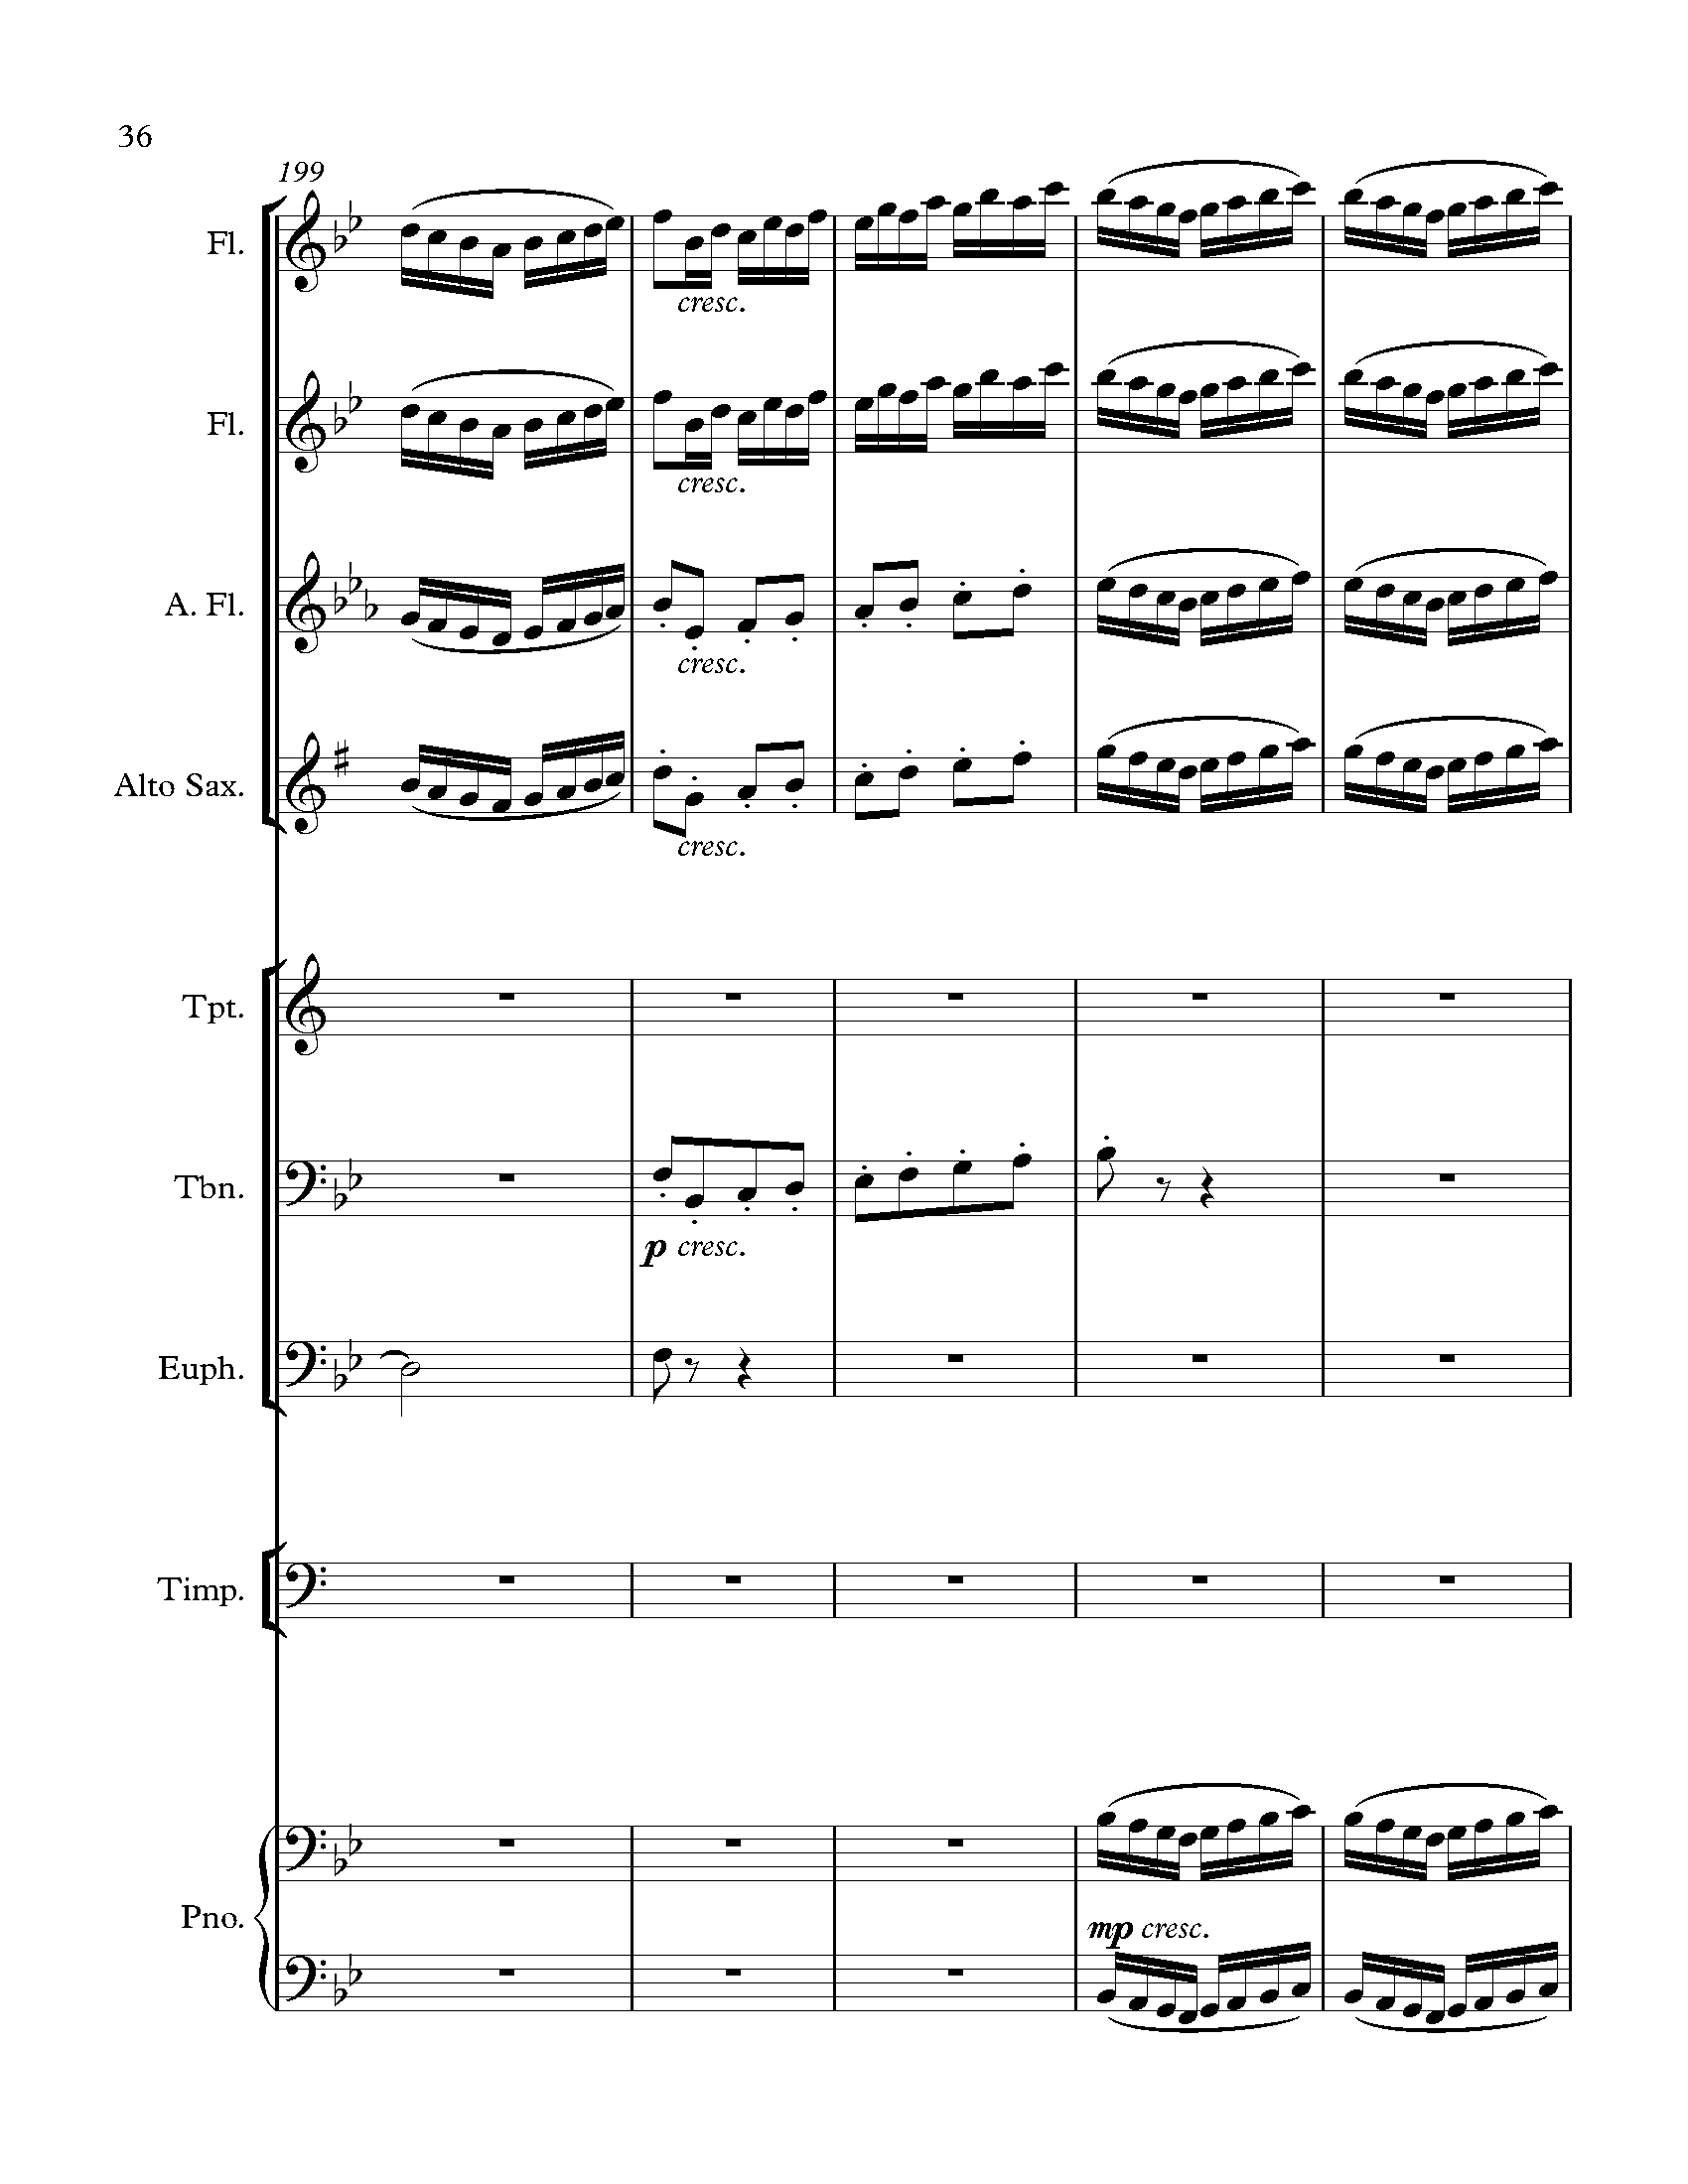 36
199
Fl.
cresc.
Fl.
cresc.
A. Fl.
cresc.
Alto Sax.
cresc.
Tpt.
Tbn.
p cresc.
Euph.
Timp.
Pno.
mp cresc.